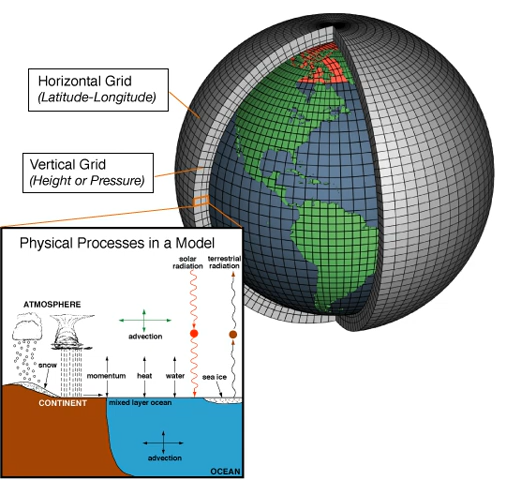 Horizontal Grid
(Latitude-Longitude)
Vertical Grid
(Height or Pressure)
Physical Processes in a Model
solar
radiation
terrestrial
radiation
ATMOSPHERE
advection
snow
momentum
heat
water
sea ice
CONTINENT
mixed layer ocean
advection
OCEAN